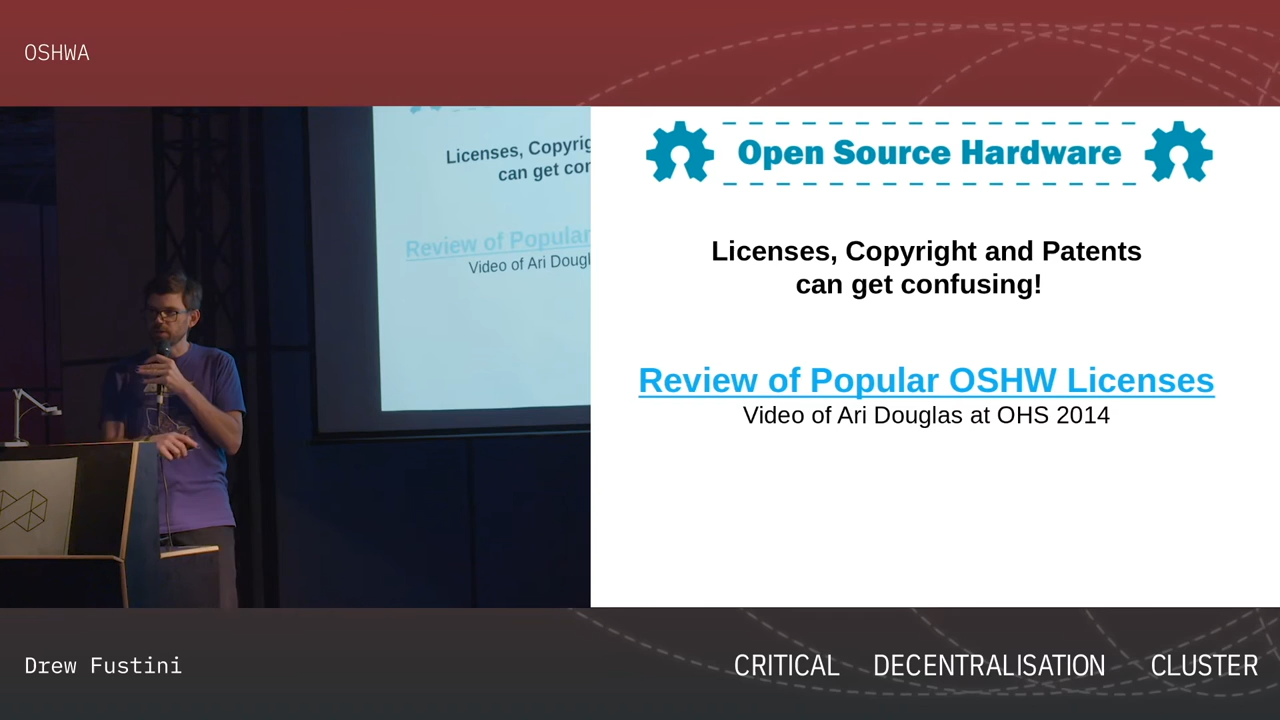 OSHWA
Licenses, Copyrig
can get con
Review of Popular
Video of Ari Dougl
Open Source Hardware
Licenses, Copyright and Patents
can get confusing!
Review of Popular OSHW Licenses
Video of Ari Douglas at OHS 2014
Drew Fustini
CRITICAL DECENTRALISATION CLUSTER